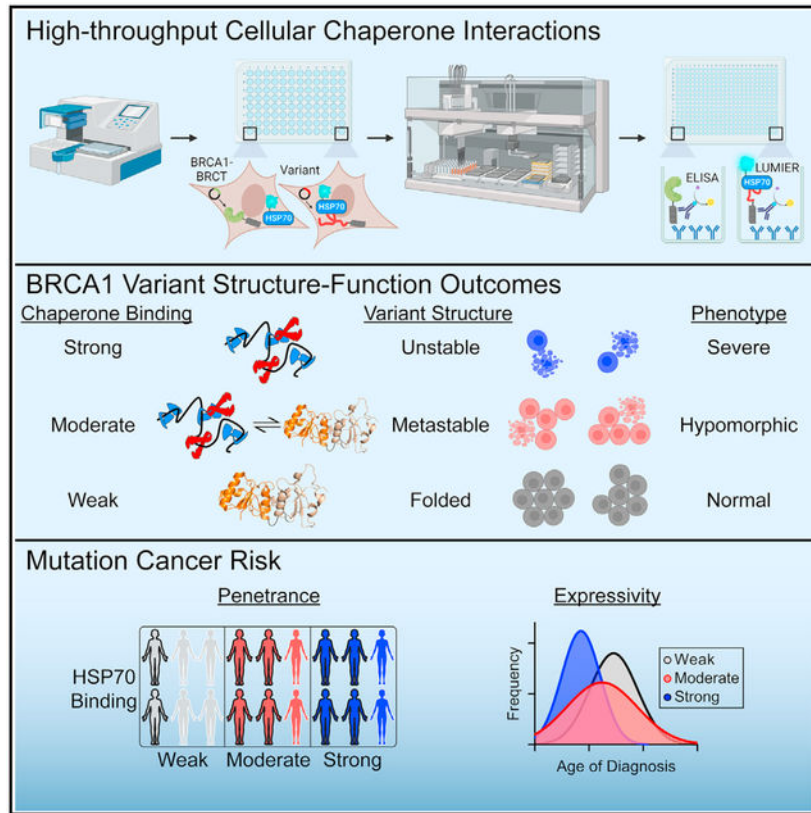 High-throughput Cellular Chaperone Interactions
BRCA1-
BRCT
Variant
HSP70
HSP70
ELISA
LUMIER
HSP70
BRCA1 Variant Structure-Function Outcomes
Chaperone Binding
Variant Structure
Phenotype
Strong
Unstable
Severe
Moderate
Metastable
Hypomorphic
Weak
Folded
Normal
Mutation Cancer Risk
Penetrance
Expressivity
HSP70
Binding
Weak
Moderate
Strong
Frequency
Weak
Moderate
Strong
Age of Diagnosis